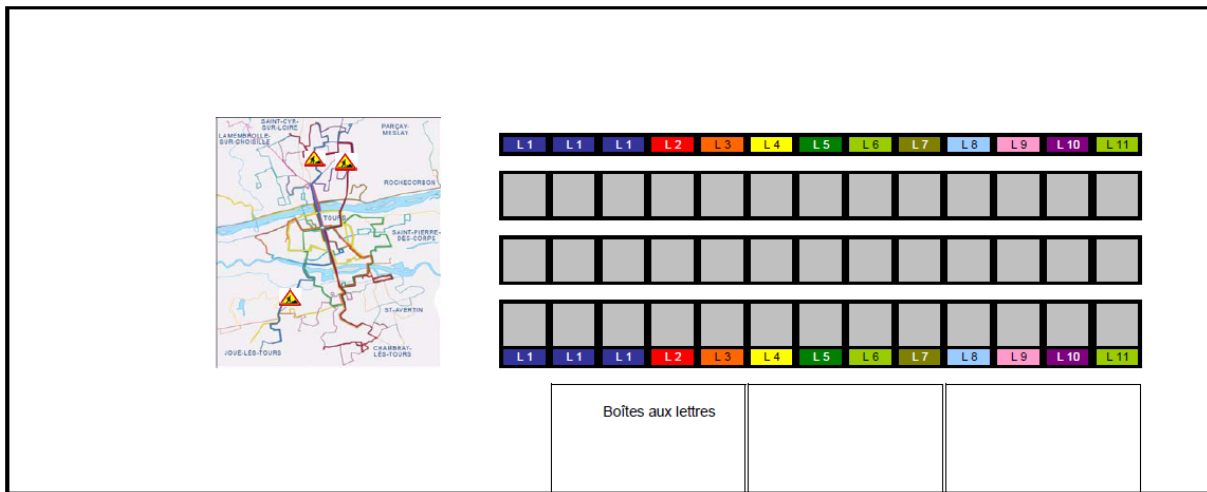 SAINT-CYR-
SUR-LOIRE
PARÇAY-
MESLAY
LAMEMBROLLE-
SUR-CHOISILLE
ROCHECORBON
TOURS
SAINT-PIERRE-
DES-CORPS
ST-AVERTIN
JOUE-LES-TOURS
CHAMBRAY-
LES-TOURS
L 1 L 1 L 1 L 2 L 3 L 4 L 5 L 6 L 7 L 8 L 9 L 10 L 11
L 1 L 1 L 1 L 2 L 3 L 4 L 5 L 6 L 7 L 8 L 9 L 10 L 11
Boîtes aux lettres